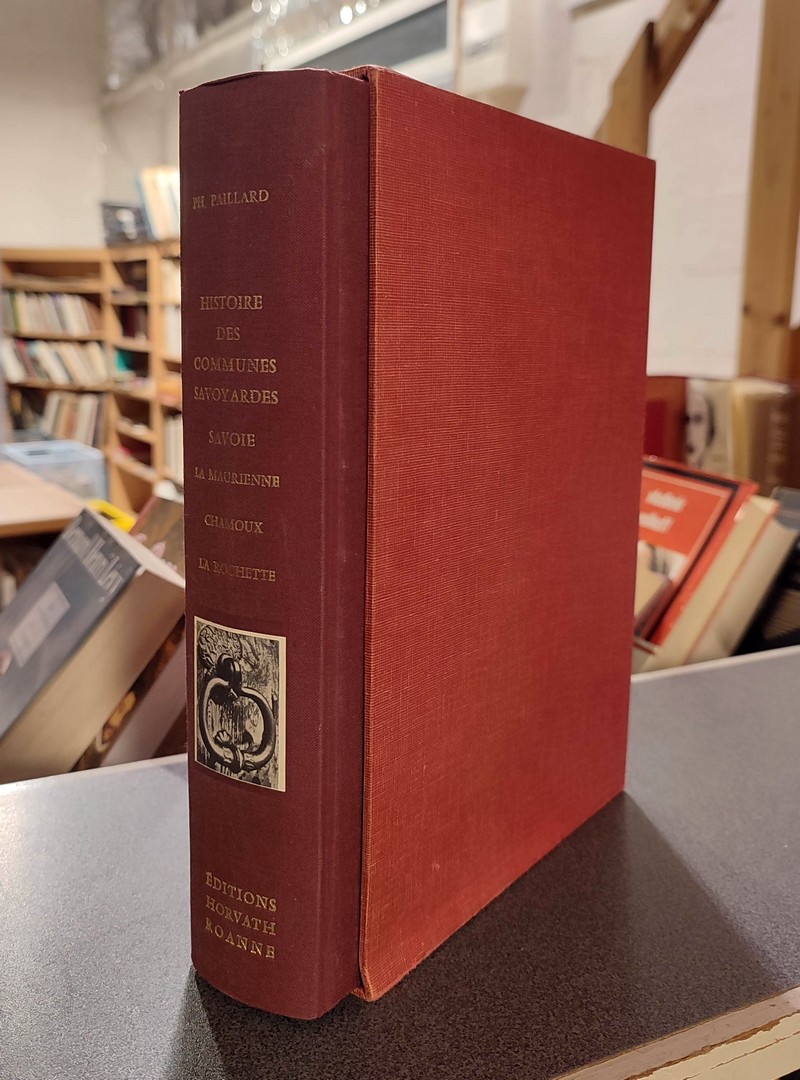 PH. PAILLARD
HISTOIRE
DES
COMMUNES
SAVOYARDES
SAVOIE
LA MAURIENNE
CHAMOUX
LA ROCHETTE
EDITIONS
HORVATH
ROANNE